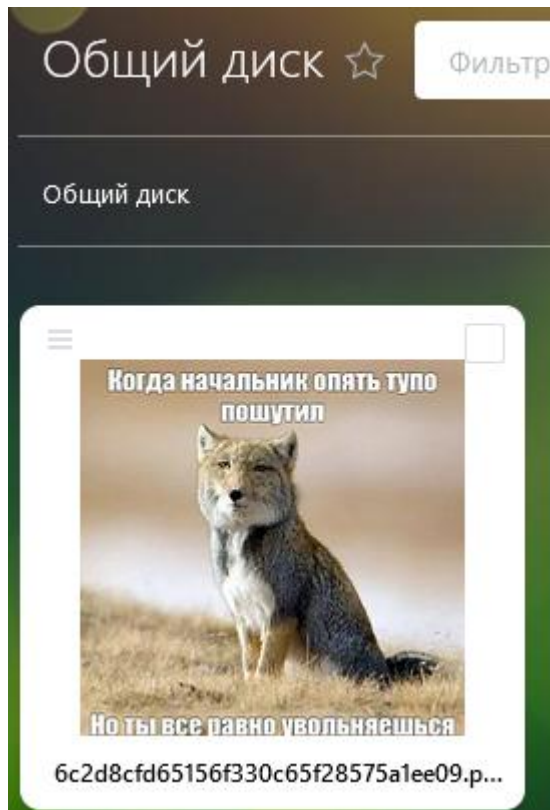 Общий диск
Фильтр
Общий диск
Когда начальник опять тупо
пошутил
Но ты все равно увольняешься
6c2d8cfd65156f330c65f28575a1ee09.p...